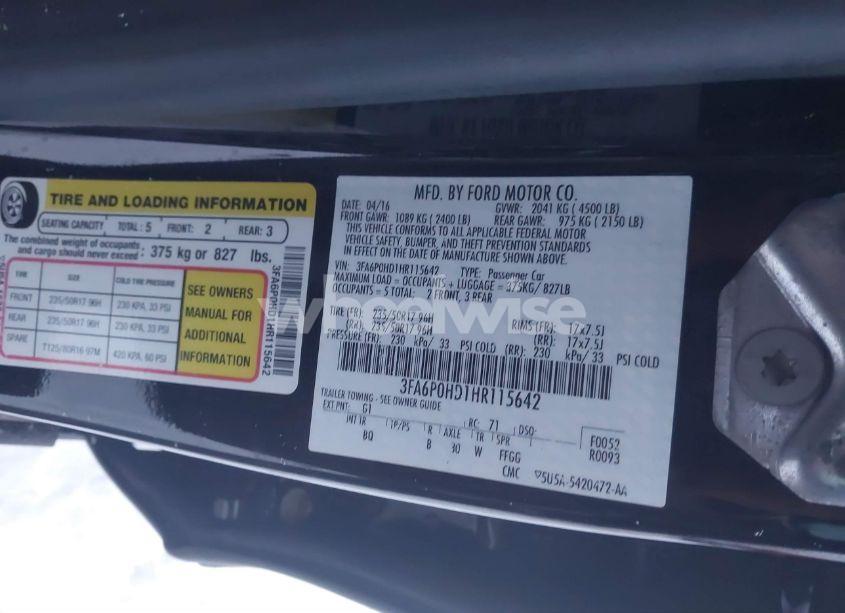 TIRE AND LOADING INFORMATION
SEATING CAPACITY TOTAL: 5 FRONT: 2 REAR: 3
The combined weight of occupants and cargo should never exceed: 375 kg or 827 lbs.
TIRE SIZE COLD TIRE PRESSURE
FRONT 235/50R17 96H 230 KPA, 33 PSI
REAR 235/50R17 96H 230 KPA, 33 PSI
SPARE T125/80R16 97M 420 KPA, 60 PSI
SEE OWNERS
MANUAL FOR
ADDITIONAL
INFORMATION
3FA6P0HD1HR115642
MFD. BY FORD MOTOR CO.
DATE: 04/16 GVWR: 2041 KG ( 4500 LB)
FRONT GAWR: 1089 KG ( 2400 LB) REAR GAWR: 975 KG ( 2150 LB)
THIS VEHICLE CONFORMS TO ALL APPLICABLE FEDERAL MOTOR
VEHICLE SAFETY, BUMPER, AND THEFT PREVENTION STANDARDS
IN EFFECT ON THE DATE OF MANUFACTURE SHOWN ABOVE.
VIN: 3FA6P0HD1HR115642 TYPE: Passenger Car
MAXIMUM LOAD = OCCUPANTS + LUGGAGE = 375KG/ 827LB
OCCUPANTS = 5 TOTAL 2 FRONT, 3 REAR
TIRE (FR): 235/50R17 96H RIMS (FR): 17x7.5J
(RR): 235/50R17 96H (RR): 17x7.5J
PRESSURE (FR): 230 kPa/ 33 PSI COLD (RR): 230 kPa/ 33 PSI COLD
3FA6P0HD1HR115642
TRAILER TOWING - SEE OWNER GUIDE
EXT PNT: G1 RC: 71 DSO: F0052
INT TR TP/PS R AXLE TR SPR R0093
BQ B 30 W FFGG
CMC 5U5A-5420472-AA
wheelwise